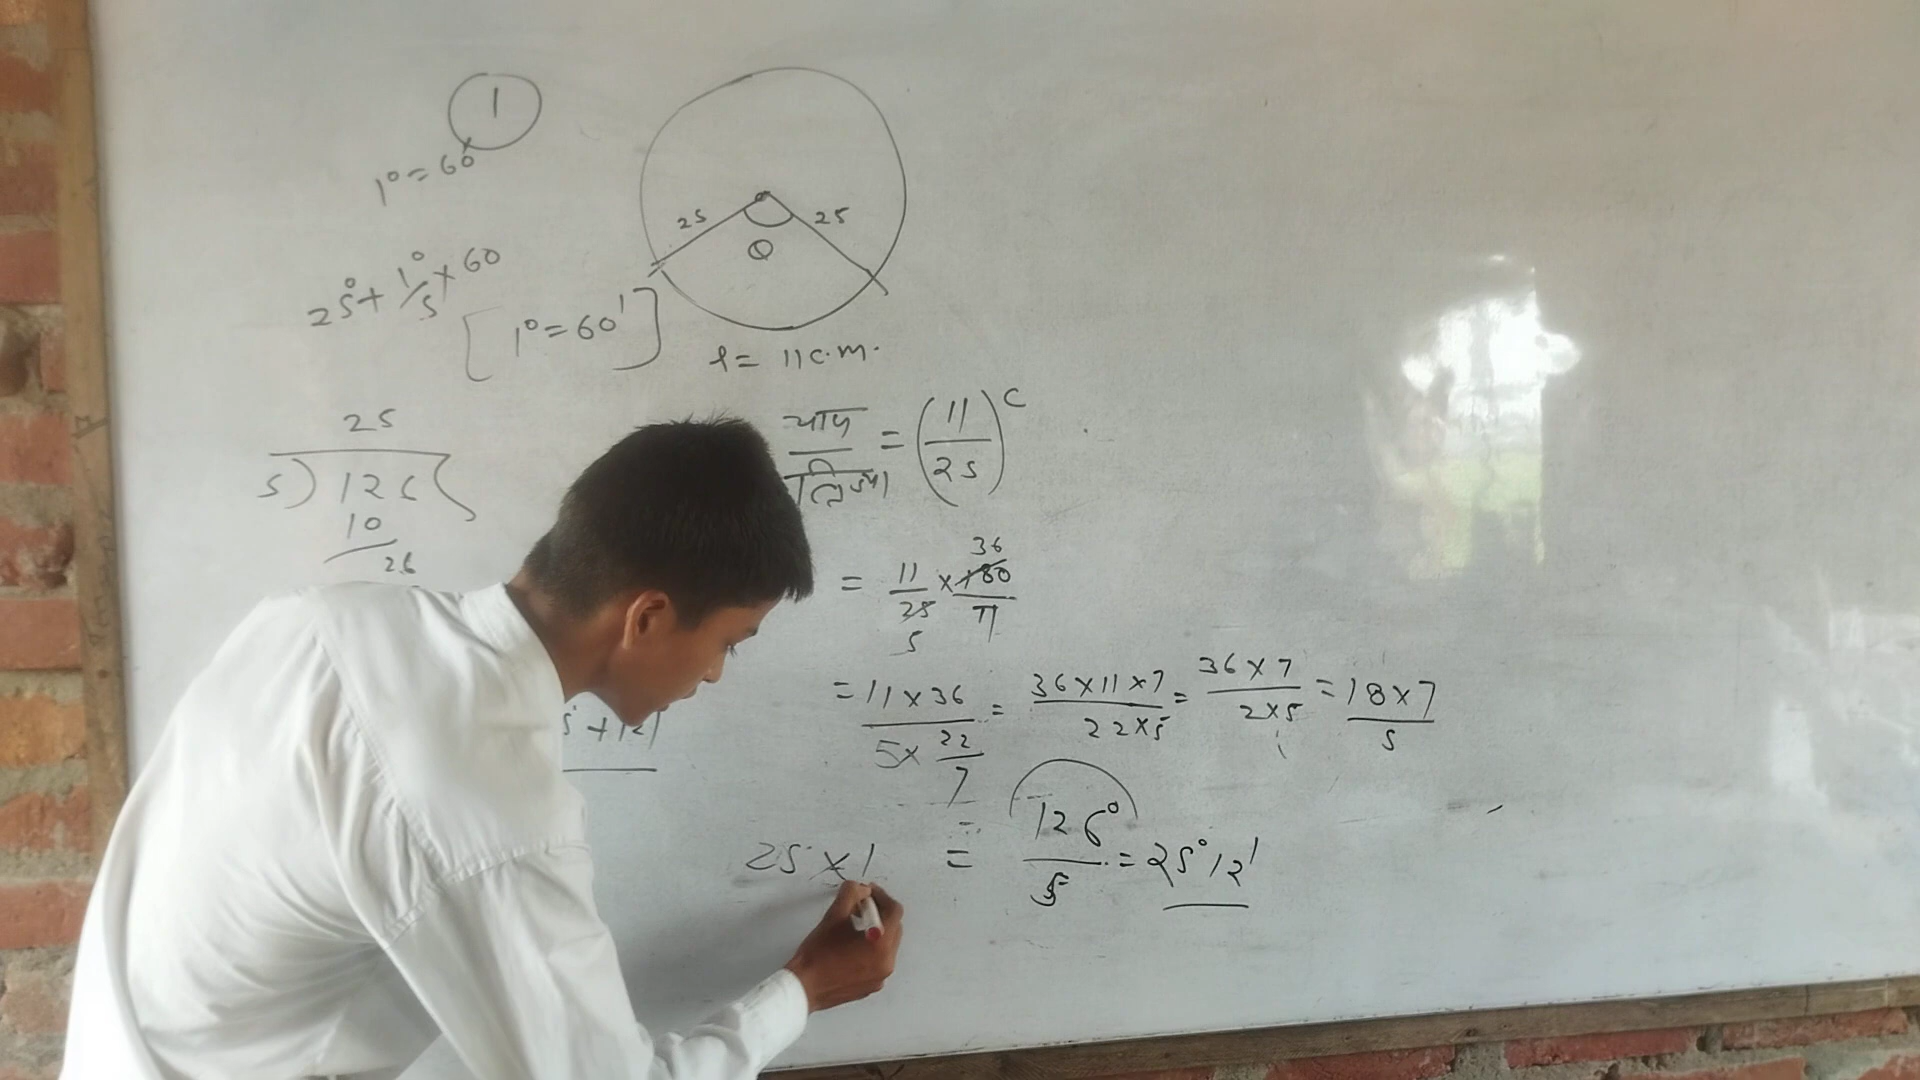 1
1° = 60'
25 25
θ
25° + 1°/5 × 60
[1° = 60']
l = 11 c.m.
25
5) 126 (
10
26
चाप/त्रिज्या = (11/25)ᶜ
= 11/25 × 180/π
36
5
= 11 × 36/5 × 22/7 = 36 × 11 × 7/22 × 5 = 36 × 7/2 × 5 = 18 × 7/5
+ 12'
= 126°/5 = 25° 12'
25 × 1